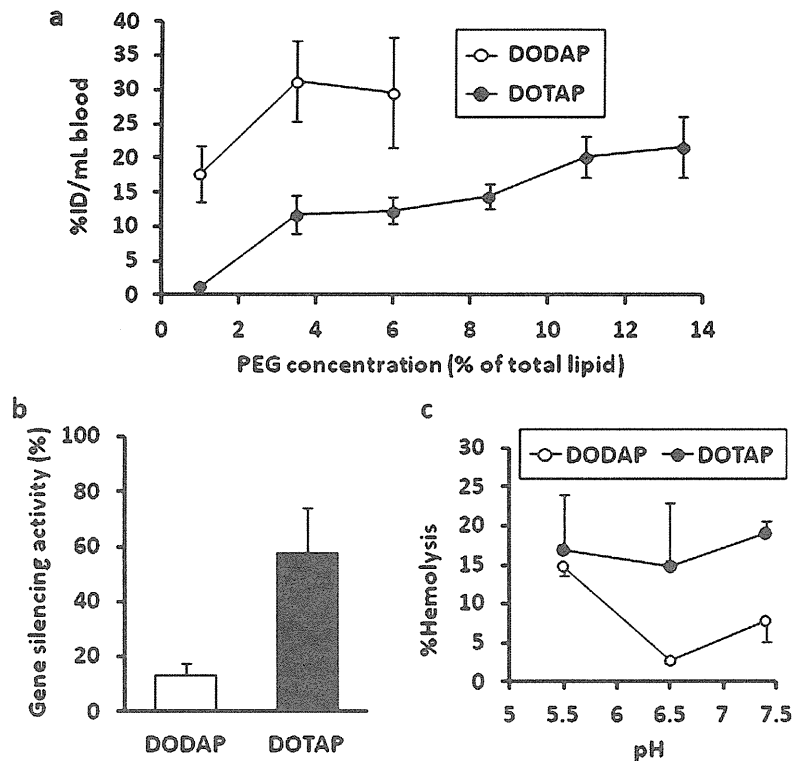 a
40
35
30
25
20
15
10
5
0
%ID/mL blood
DODAP
DOTAP
0 2 4 6 8 10 12 14
PEG concentration (% of total lipid)
b
100
80
60
40
20
0
Gene silencing activity (%)
DODAP DOTAP
c
30
25
20
15
10
5
0
%Hemolysis
DODAP DOTAP
5 5.5 6 6.5 7 7.5
pH